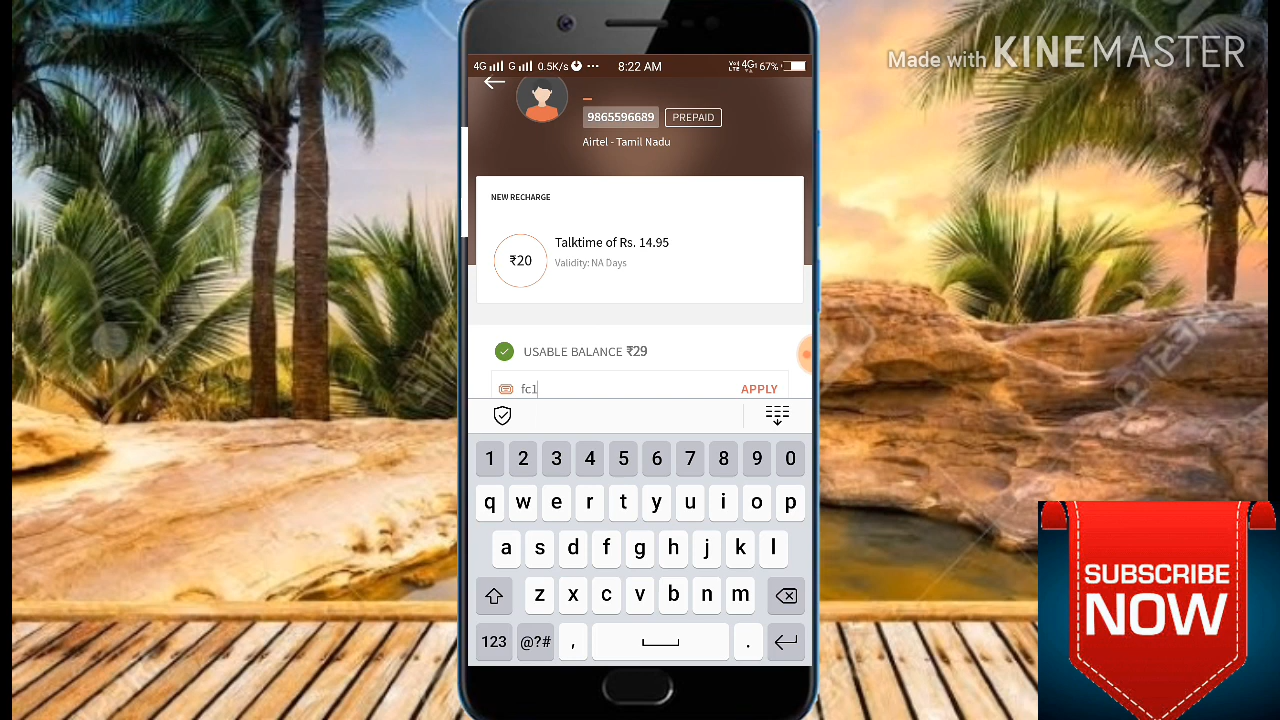 Made with KINEMASTER
4G G 0.5K/s ··· 8:22 AM 4G 67%
9865596689 PREPAID
Airtel - Tamil Nadu
NEW RECHARGE
₹20
Talktime of Rs. 14.95
Validity: NA Days
USABLE BALANCE ₹29
fc1 APPLY
1 2 3 4 5 6 7 8 9 0
q w e r t y u i o p
a s d f g h j k l
z x c v b n m
123 @?# , .
SUBSCRIBE
NOW
123RF